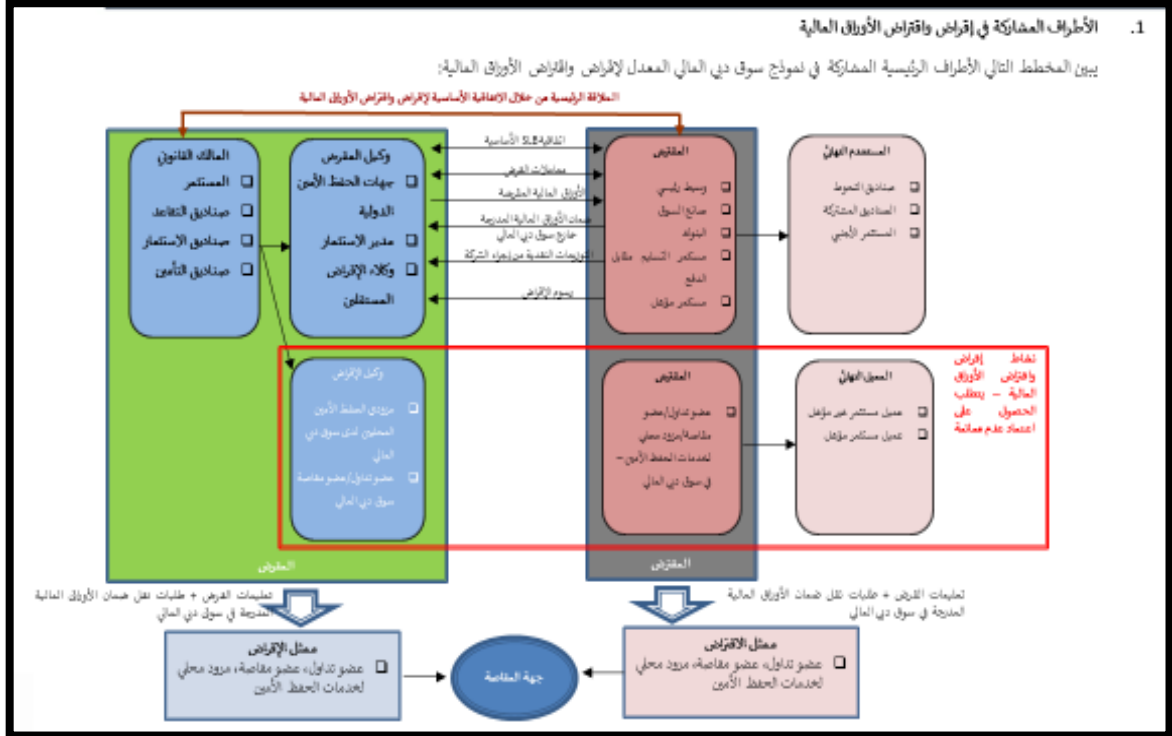 1. الأطراف المشاركة في إقراض واقتراض الأوراق المالية
يبين المخطط التالي الأطراف الرئيسية المشاركة في نموذج سوق دبي المالي المعدل لإقراض واقتراض الأوراق المالية:
العلاقة الرئيسية من خلال الاتفاقية الأساسية لإقراض واقتراض الأوراق المالية
المستخدم النهائي
صناديق التحوط
الصناديق المشتركة
المستثمر الأجنبي
المقترض
وسيط رئيسي
صانع السوق
البنوك
مستثمر التسليم مقابل
الدفع
مستثمر مؤهل
اتفاقية SLB الأساسية
معاملات القرض
الأوراق المالية المقرضة
ضمان الأوراق المالية المدرجة
خارج سوق دبي المالي
التوزيعات النقدية من إجراء الشركة
رسوم الإقراض
وكيل المقرض
جهات الحفظ الأمين
الدولية
مدير الاستثمار
وكلاء الإقراض
المستقلين
المالك القانوني
المستثمر
صناديق التقاعد
صناديق الاستثمار
صناديق التأمين
نشاط إقراض
واقتراض الأوراق
المالية – يتطلب
الحصول على
اعتماد عدم ممانعة
العميل النهائي
عميل مستثمر غير مؤهل
عميل مستثمر مؤهل
المقترض
عضو تداول/عضو
مقاصة/مزود محلي
لخدمات الحفظ الأمين –
في سوق دبي المالي
وكيل الإقراض
مزودي الحفظ الأمين
المحليين لدى سوق دبي
المالي
عضو تداول/عضو مقاصة
سوق دبي المالي
المقترض
المقرض
تعليمات القرض + طلبات نقل ضمان الأوراق المالية
المدرجة في سوق دبي المالي
تعليمات القرض + طلبات نقل ضمان الأوراق المالية
المدرجة في سوق دبي المالي
ممثل الاقتراض
عضو تداول، عضو مقاصة، مزود محلي
لخدمات الحفظ الأمين
جهة المقاصة
ممثل الإقراض
عضو تداول، عضو مقاصة، مزود محلي
لخدمات الحفظ الأمين